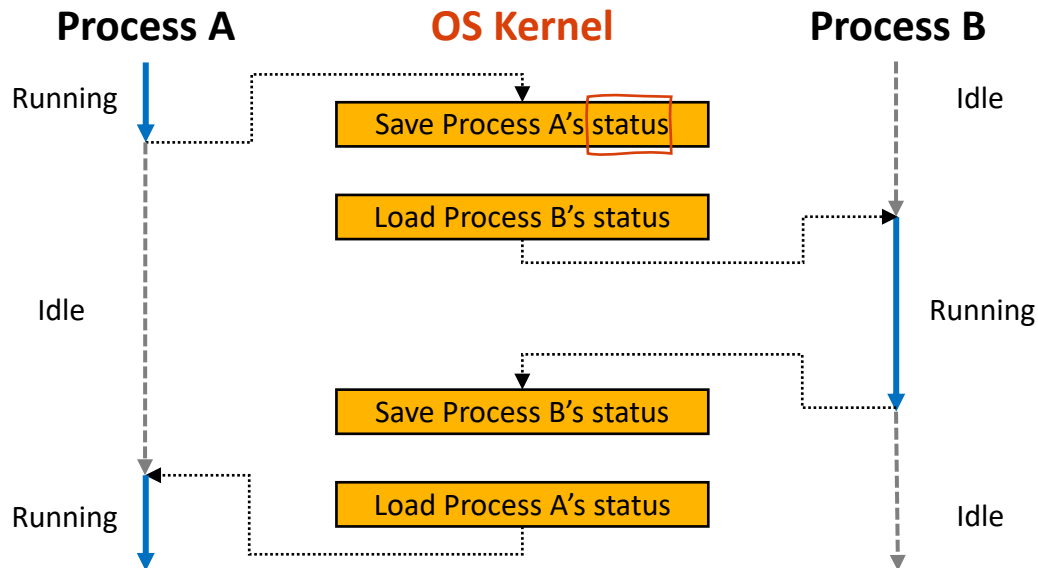 Process A
OS Kernel
Process B
Running
Idle
Save Process A's status
Load Process B's status
Idle
Running
Save Process B's status
Load Process A's status
Running
Idle